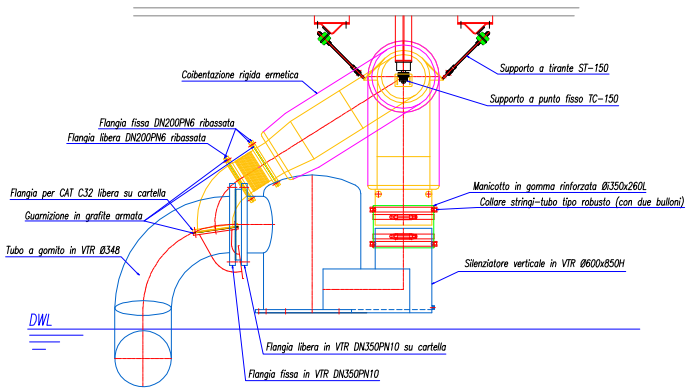 Supporto a tirante ST-150
Coibentazione rigida ermetica
Supporto a punto fisso TC-150
Flangia fissa DN200PN6 ribassata
Flangia libera DN200PN6 ribassata
Flangia per CAT C32 libera su cartella
Manicotto in gomma rinforzata Øi350x260L
Collare stringi-tubo tipo robusto (con due bulloni)
Guarnizione in grafite armata
Tubo a gomito in VTR Ø348
Silenziatore verticale in VTR Ø600x850H
DWL
Flangia libera in VTR DN350PN10 su cartella
Flangia fissa in VTR DN350PN10